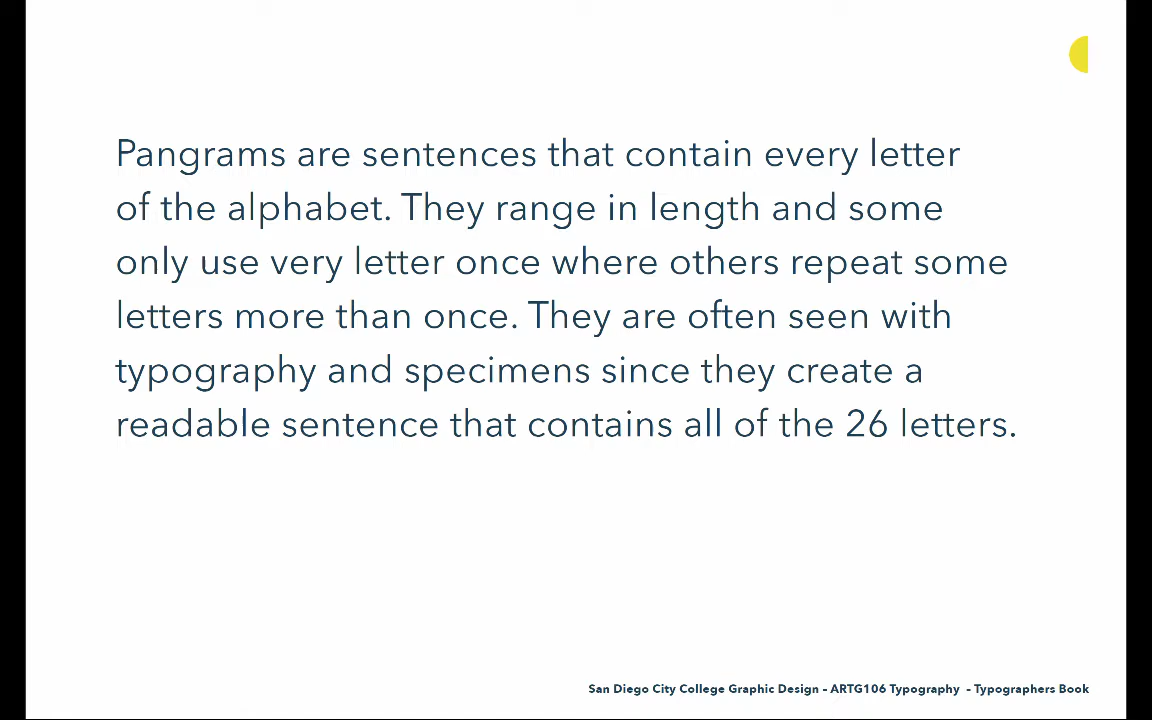 Pangrams are sentences that contain every letter
of the alphabet. They range in length and some
only use very letter once where others repeat some
letters more than once. They are often seen with
typography and specimens since they create a
readable sentence that contains all of the 26 letters.
San Diego City College Graphic Design – ARTG106 Typography – Typographers Book